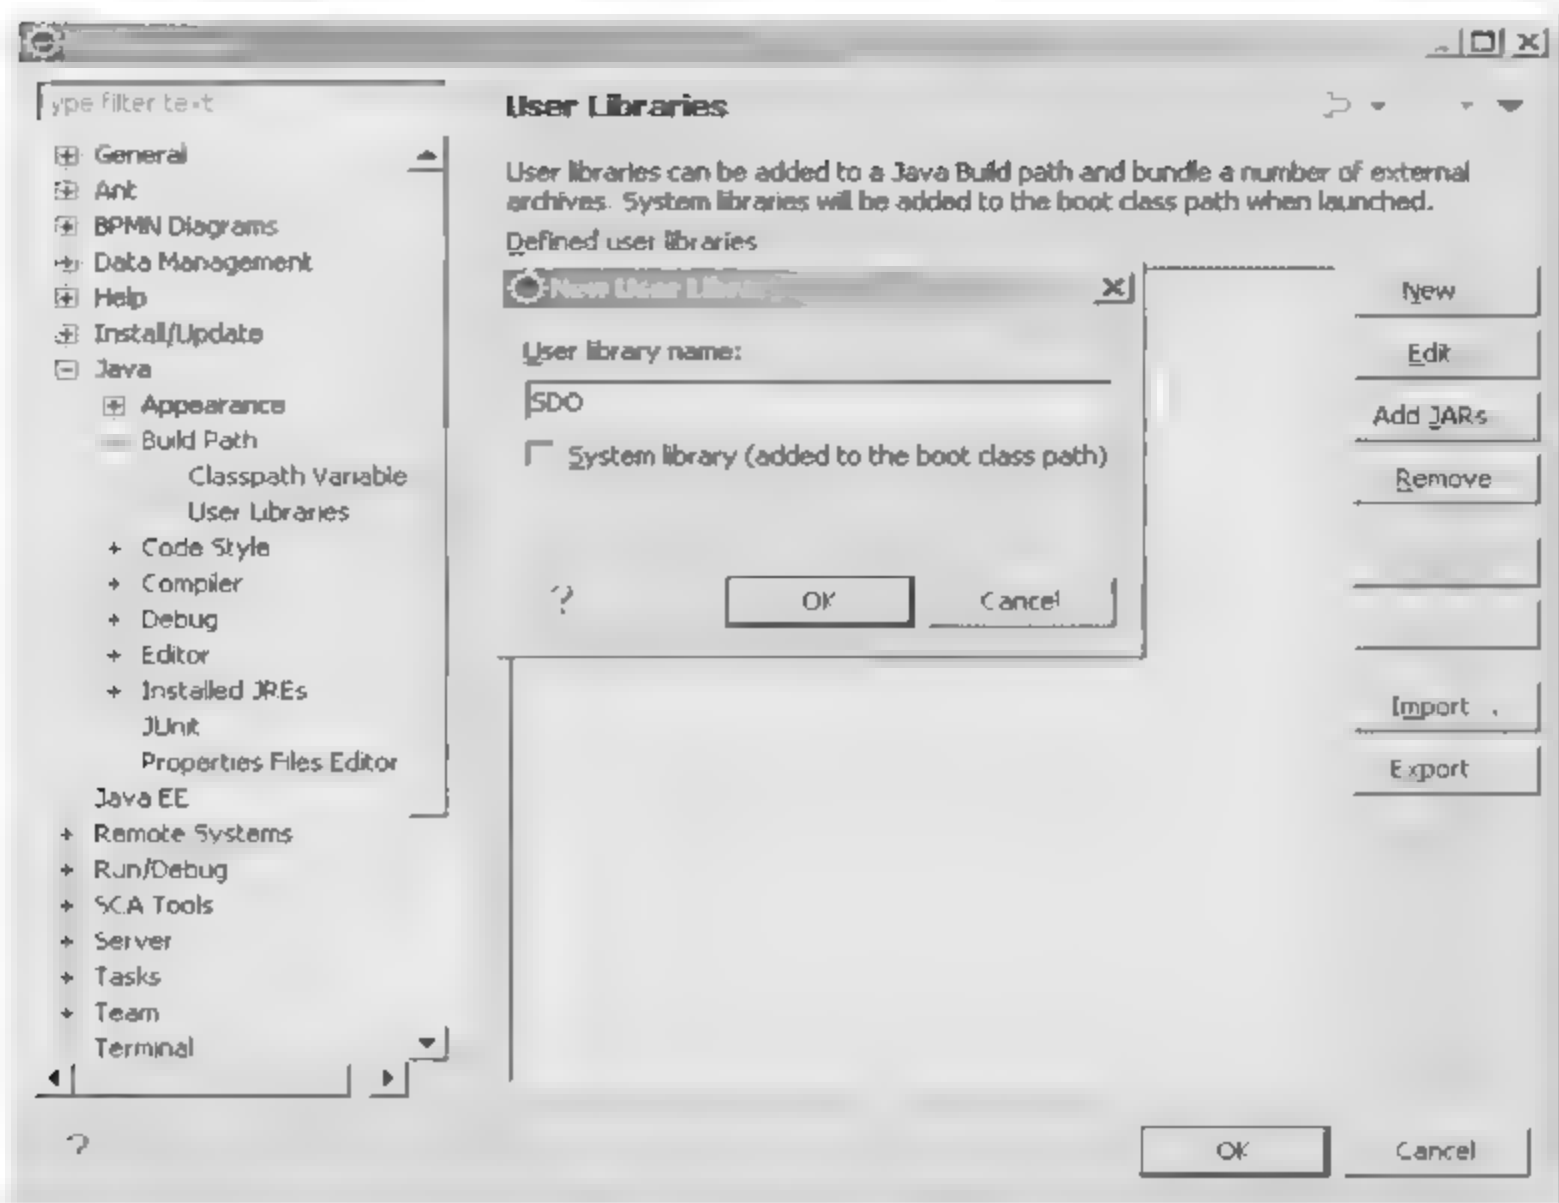 type filter text
General
Ant
BPMN Diagrams
Data Management
Help
Install/Update
Java
Appearance
Build Path
Classpath Variable
User Libraries
Code Style
Compiler
Debug
Editor
Installed JREs
JUnit
Properties Files Editor
Java EE
Remote Systems
Run/Debug
SCA Tools
Server
Tasks
Team
Terminal
?
User Libraries
User libraries can be added to a Java Build path and bundle a number of external
archives. System libraries will be added to the boot class path when launched.
Defined user libraries
New User Library
User library name:
SDO
System library (added to the boot class path)
?
OK
Cancel
New
Edit
Add JARs
Remove
Import
Export
OK
Cancel